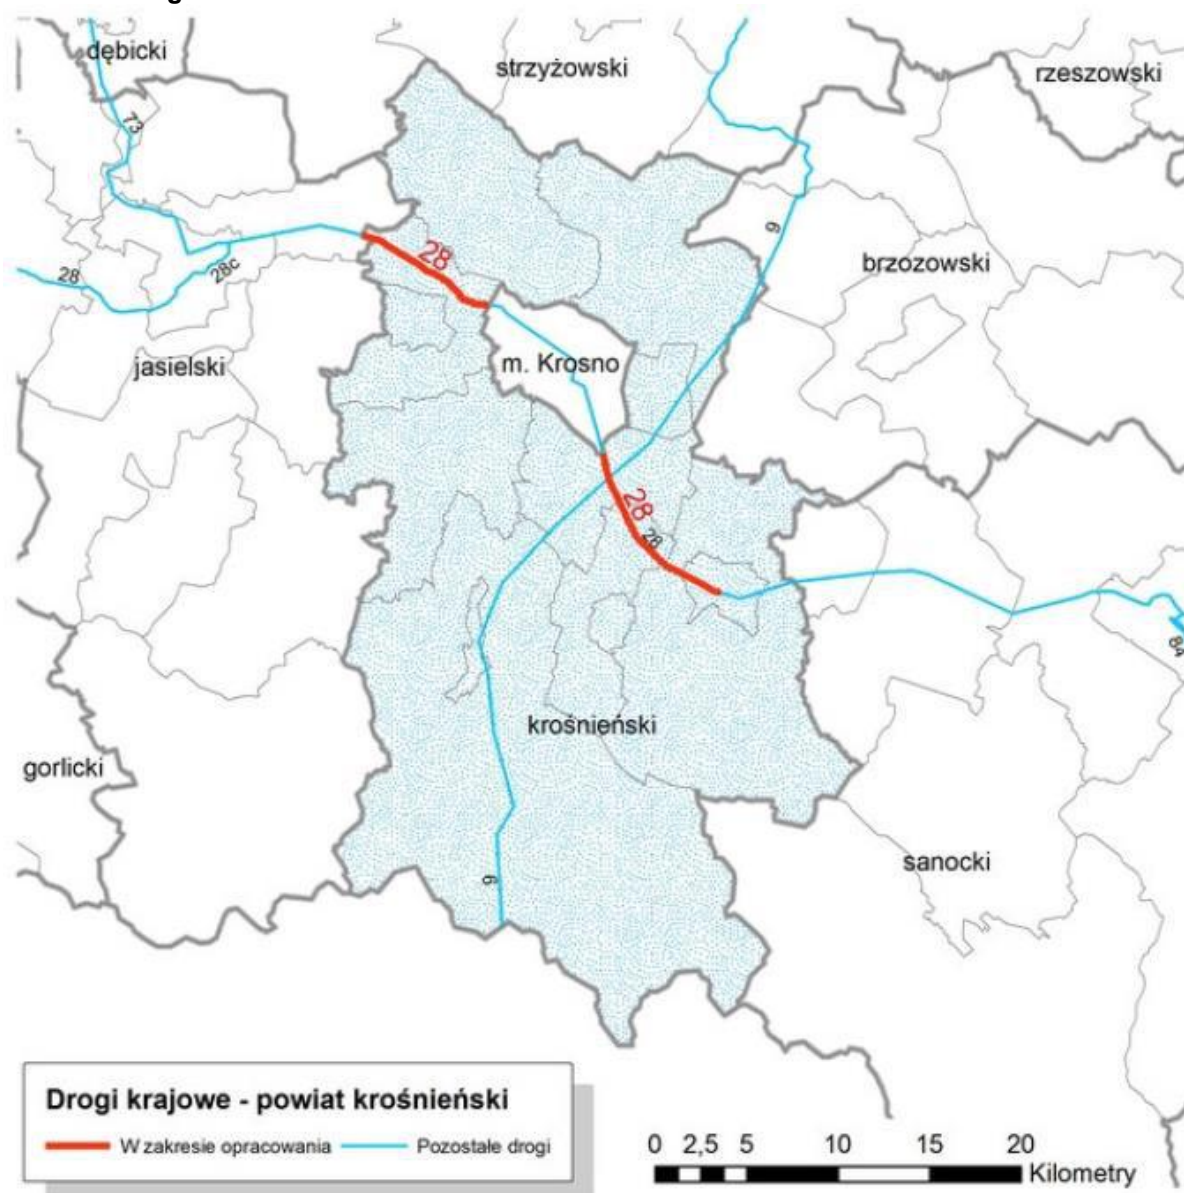 dębicki
strzyżowski
rzeszowski
73
9
28
brzozowski
28c
28
m. Krosno
jasielski
28
28
84
krośnieński
gorlicki
sanocki
9
Drogi krajowe - powiat krośnieński
W zakresie opracowania Pozostałe drogi
0 2,5 5 10 15 20
Kilometry